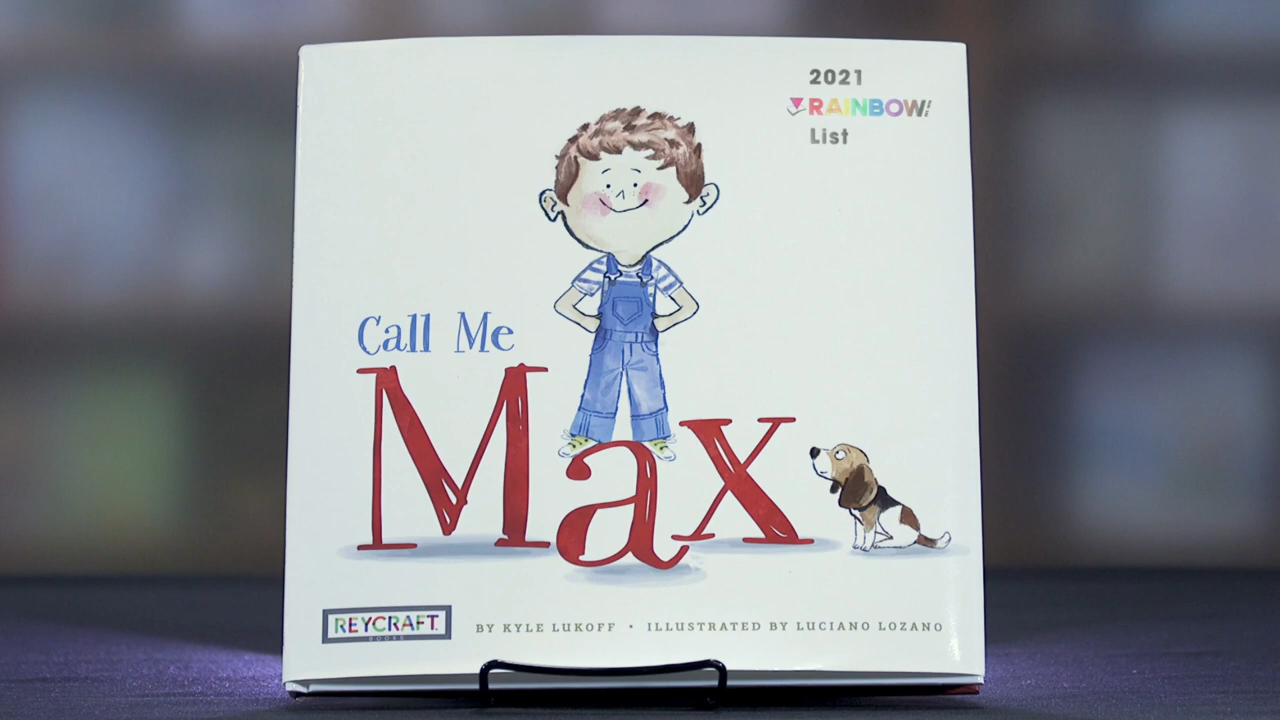 2021
RAINBOW!
List
Call Me
Max
REYCRAFT
BOOKS
BY KYLE LUKOFF • ILLUSTRATED BY LUCIANO LOZANO